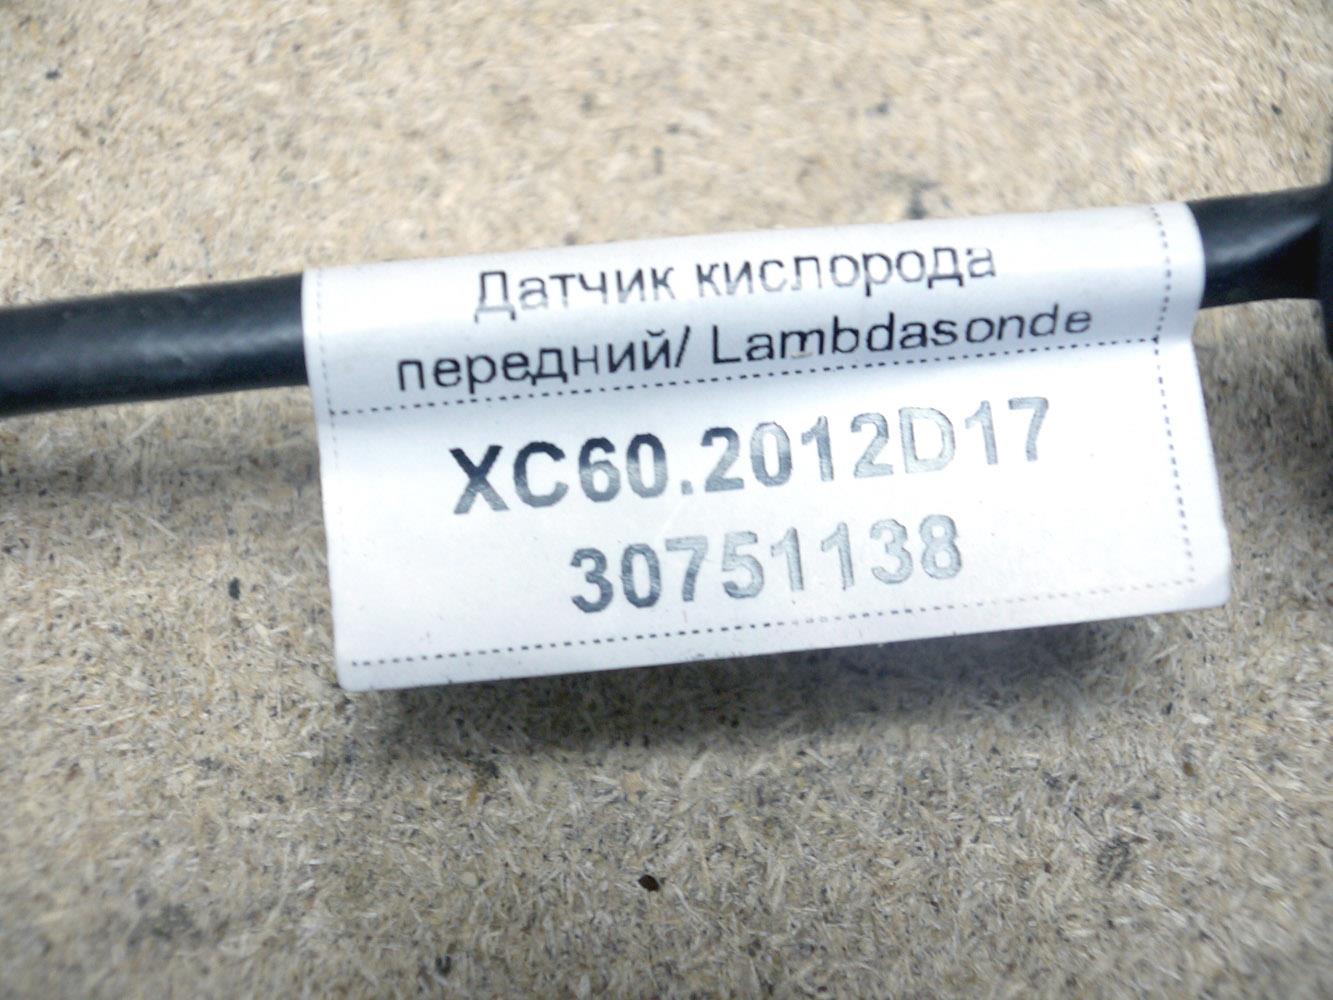 Датчик кислорода
передний/ Lambdasonde
XC60.2012D17
30751138